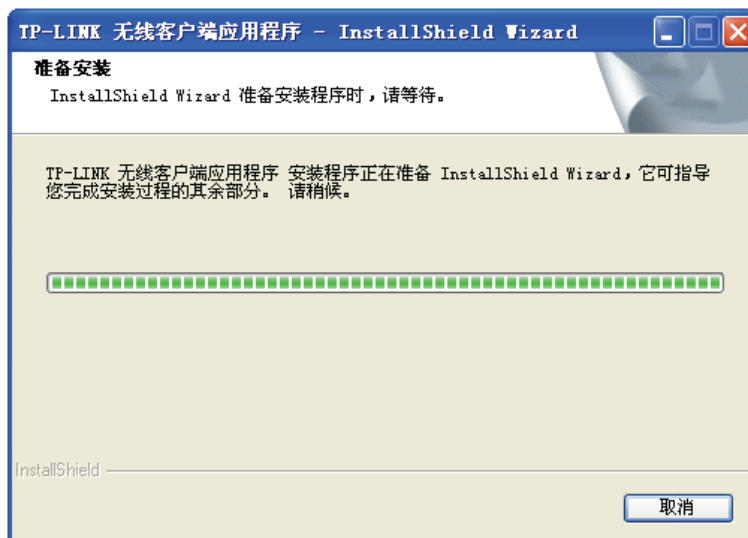 TP-LINK 无线客户端应用程序 - InstallShield Wizard
准备安装
InstallShield Wizard 准备安装程序时，请等待。
TP-LINK 无线客户端应用程序 安装程序正在准备 InstallShield Wizard，它可指导
您完成安装过程的其余部分。 请稍候。
InstallShield
取消